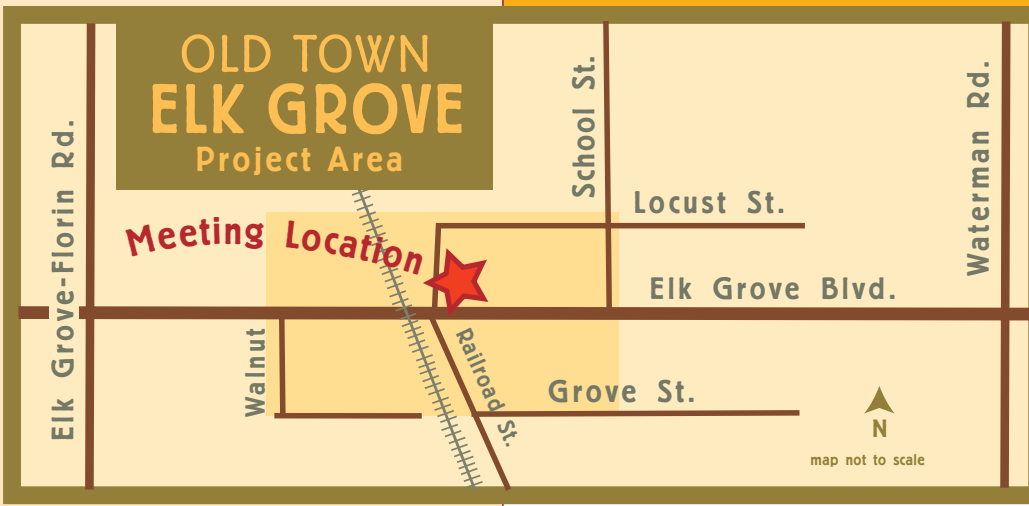 OLD TOWN
ELK GROVE
Project Area
Elk Grove-Florin Rd.
School St.
Waterman Rd.
Locust St.
Meeting Location
Elk Grove Blvd.
Walnut
Railroad St.
Grove St.
N
map not to scale